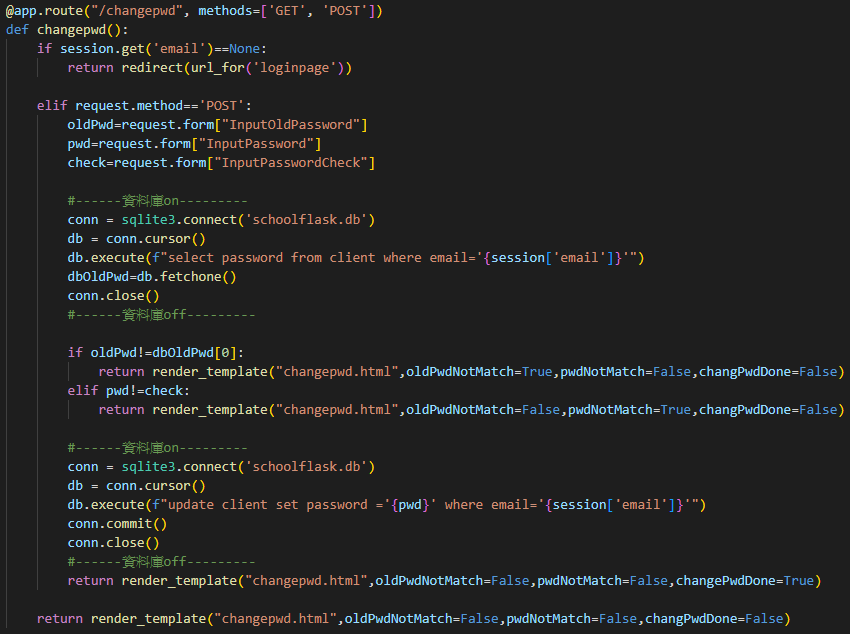 @app.route("/changepwd", methods=['GET', 'POST'])
def changepwd():
    if session.get('email')==None:
        return redirect(url_for('loginpage'))

    elif request.method=='POST':
        oldPwd=request.form["InputOldPassword"]
        pwd=request.form["InputPassword"]
        check=request.form["InputPasswordCheck"]

        #------資料庫on---------
        conn = sqlite3.connect('schoolflask.db')
        db = conn.cursor()
        db.execute(f"select password from client where email='{session['email']}'")
        dbOldPwd=db.fetchone()
        conn.close()
        #------資料庫off---------

        if oldPwd!=dbOldPwd[0]:
            return render_template("changepwd.html",oldPwdNotMatch=True,pwdNotMatch=False,changPwdDone=False)
        elif pwd!=check:
            return render_template("changepwd.html",oldPwdNotMatch=False,pwdNotMatch=True,changPwdDone=False)

        #------資料庫on---------
        conn = sqlite3.connect('schoolflask.db')
        db = conn.cursor()
        db.execute(f"update client set password ='{pwd}' where email='{session['email']}'")
        conn.commit()
        conn.close()
        #------資料庫off---------
        return render_template("changepwd.html",oldPwdNotMatch=False,pwdNotMatch=False,changePwdDone=True)

    return render_template("changepwd.html",oldPwdNotMatch=False,pwdNotMatch=False,changPwdDone=False)